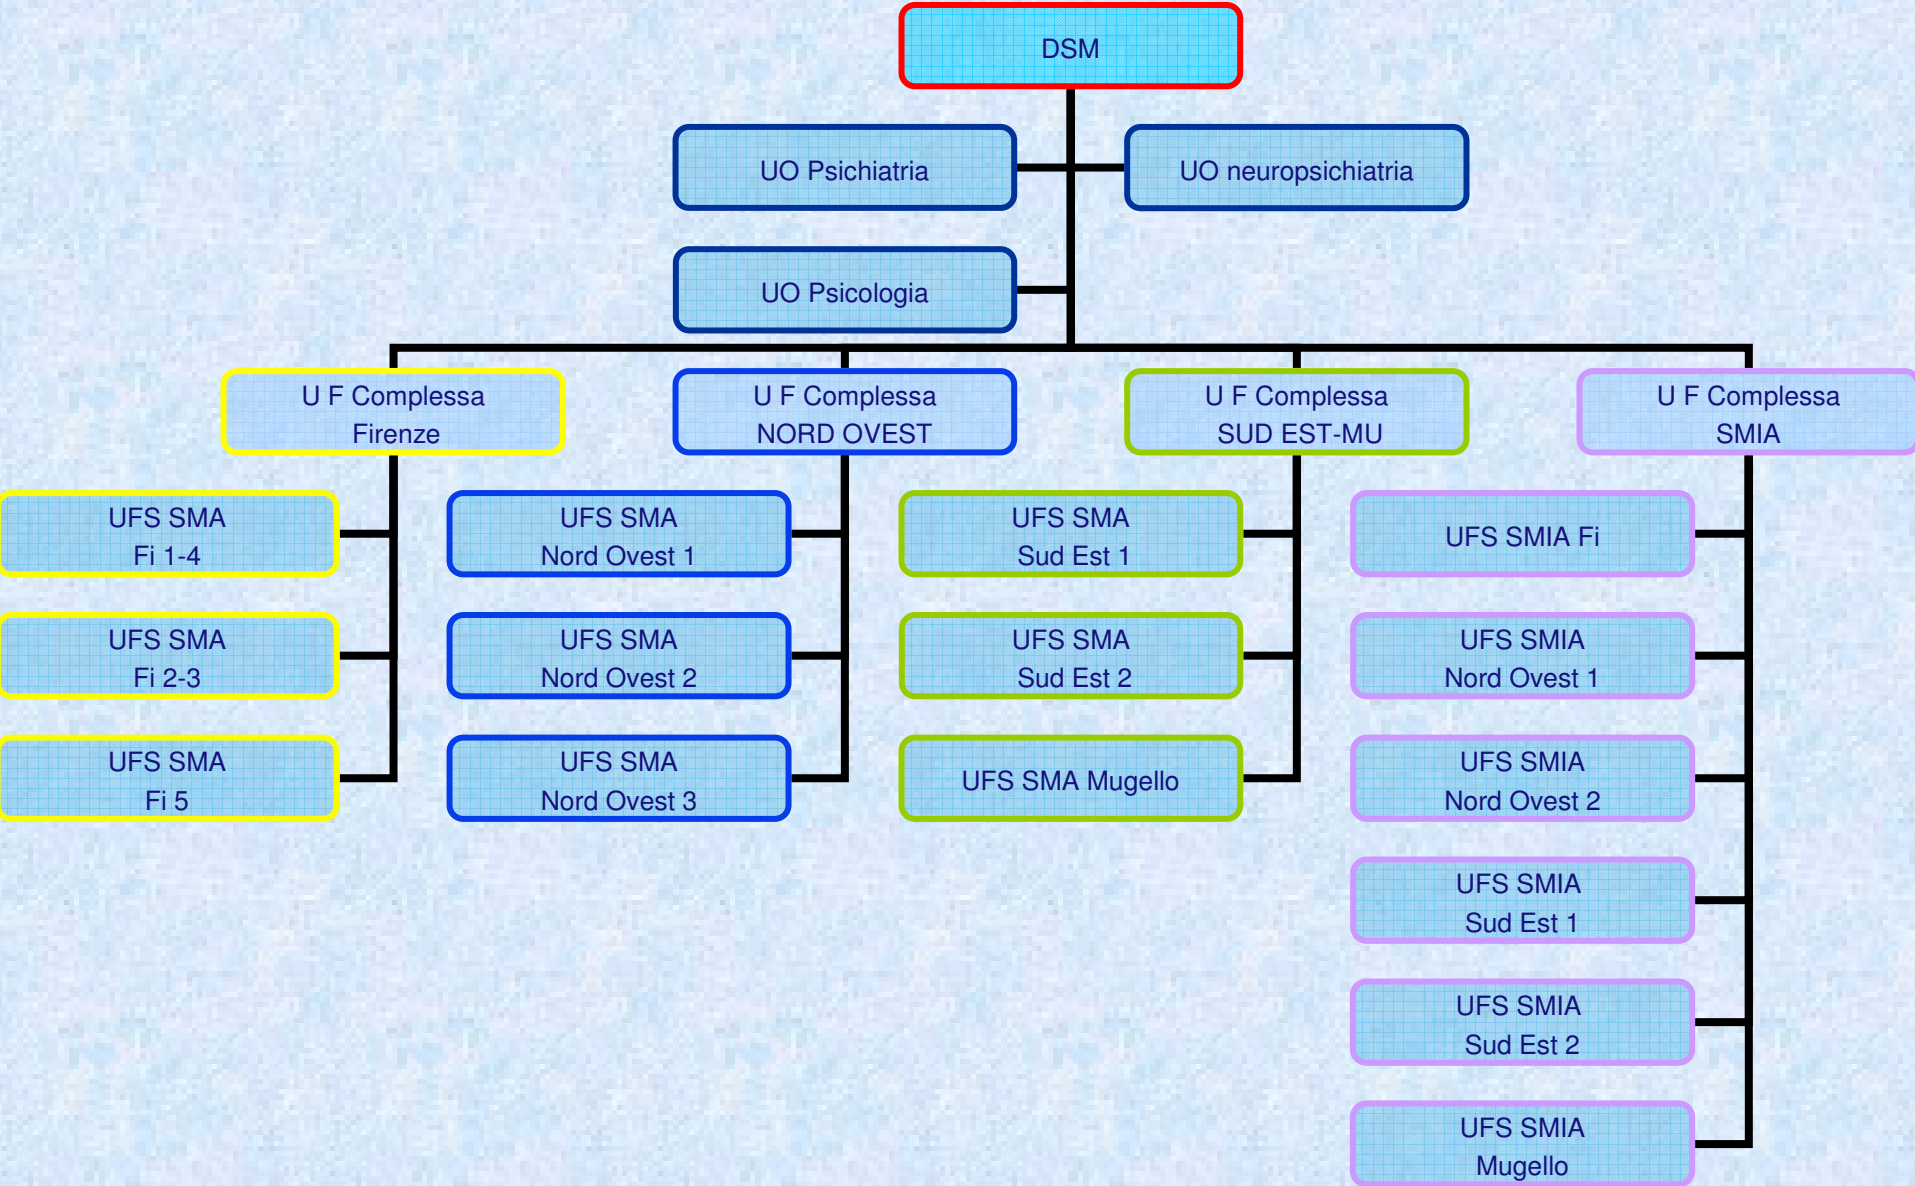 DSM
UO Psichiatria
UO neuropsichiatria
UO Psicologia
U F Complessa
Firenze
U F Complessa
NORD OVEST
U F Complessa
SUD EST-MU
U F Complessa
SMIA
UFS SMA
Fi 1-4
UFS SMA
Fi 2-3
UFS SMA
Fi 5
UFS SMA
Nord Ovest 1
UFS SMA
Nord Ovest 2
UFS SMA
Nord Ovest 3
UFS SMA
Sud Est 1
UFS SMA
Sud Est 2
UFS SMA Mugello
UFS SMIA Fi
UFS SMIA
Nord Ovest 1
UFS SMIA
Nord Ovest 2
UFS SMIA
Sud Est 1
UFS SMIA
Sud Est 2
UFS SMIA
Mugello